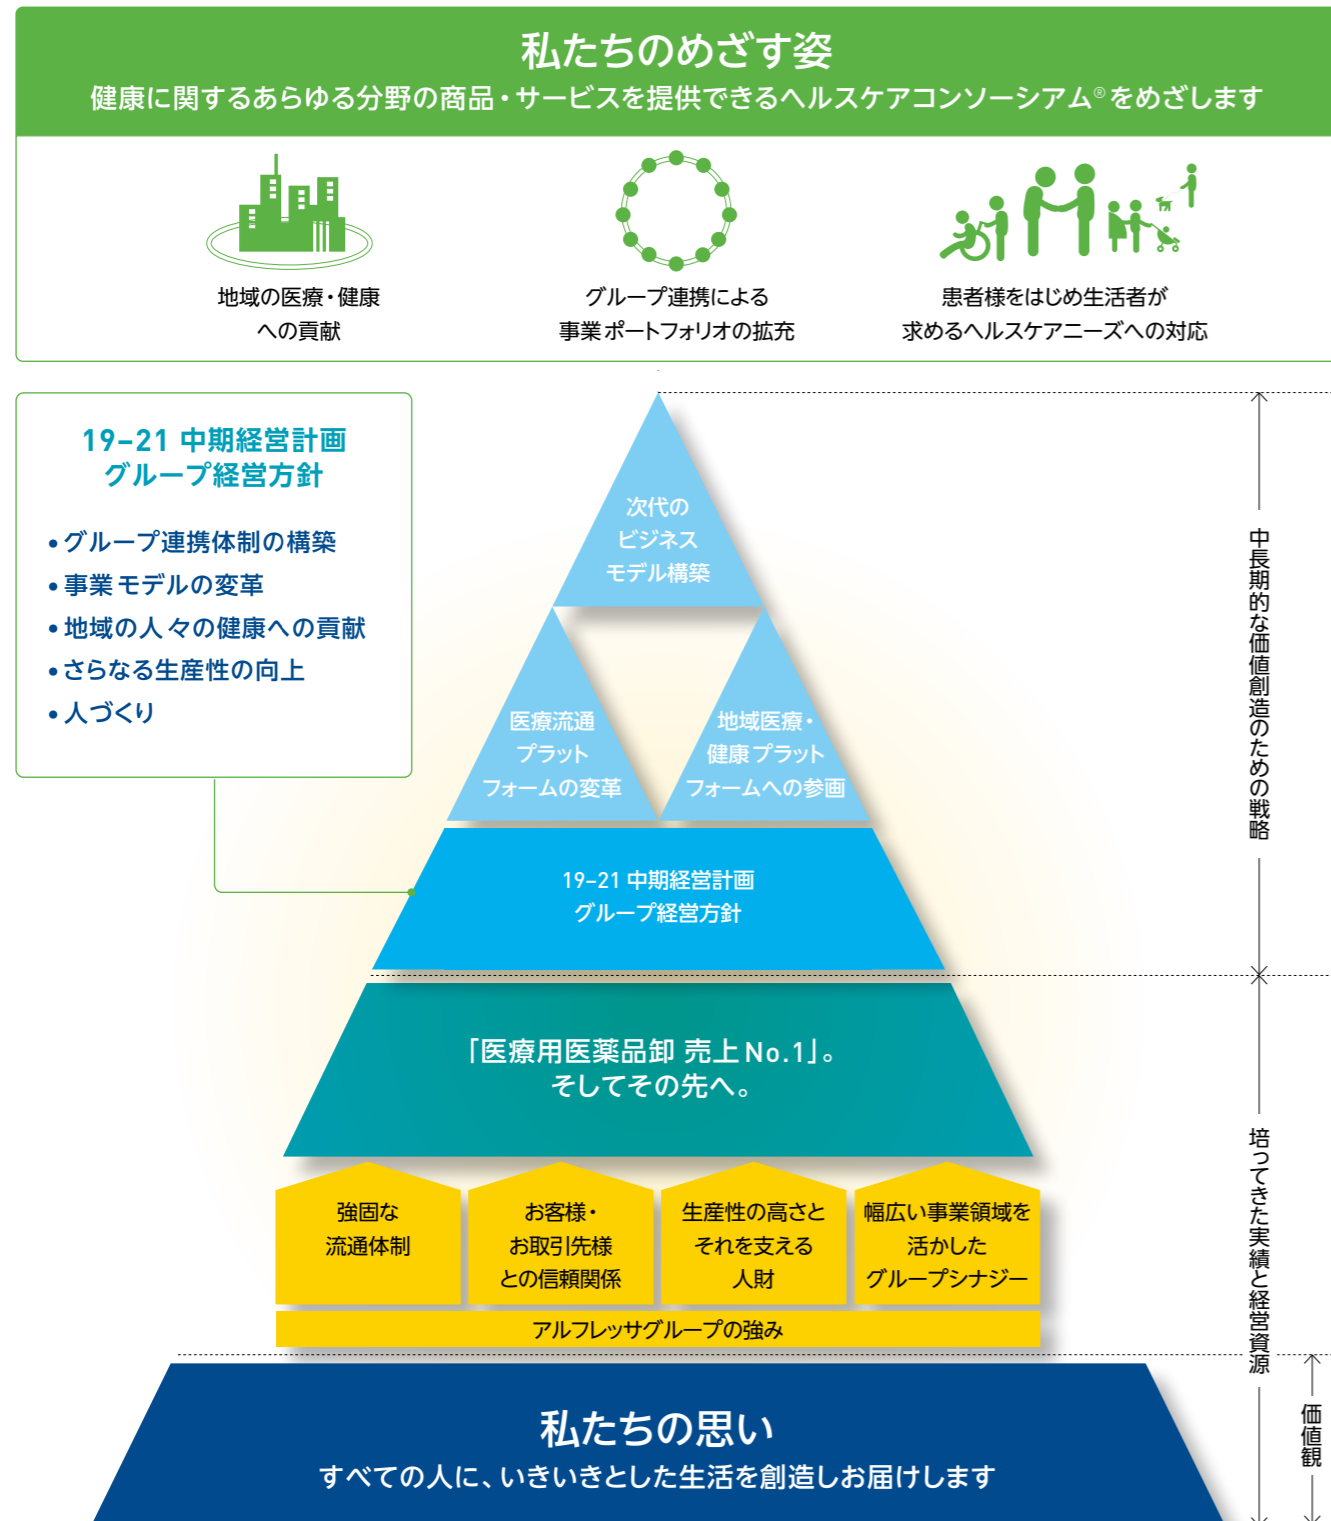 私たちのめざす姿
健康に関するあらゆる分野の商品・サービスを提供できるヘルスケアコンソーシアム®をめざします
地域の医療・健康
への貢献
グループ連携による
事業ポートフォリオの拡充
患者様をはじめ生活者が
求めるヘルスケアニーズへの対応
19–21 中期経営計画
グループ経営方針
•グループ連携体制の構築
•事業モデルの変革
•地域の人々の健康への貢献
•さらなる生産性の向上
•人づくり
次代の
ビジネス
モデル構築
医療流通
プラット
フォームの変革
地域医療・
健康プラット
フォームへの参画
19–21 中期経営計画
グループ経営方針
中長期的な価値創造のための戦略
「医療用医薬品卸 売上No.1」。
そしてその先へ。
強固な
流通体制
お客様・
お取引先様
との信頼関係
生産性の高さと
それを支える
人財
幅広い事業領域を
活かした
グループシナジー
アルフレッサグループの強み
培ってきた実績と経営資源
私たちの思い
すべての人に、いきいきとした生活を創造しお届けします
価値観